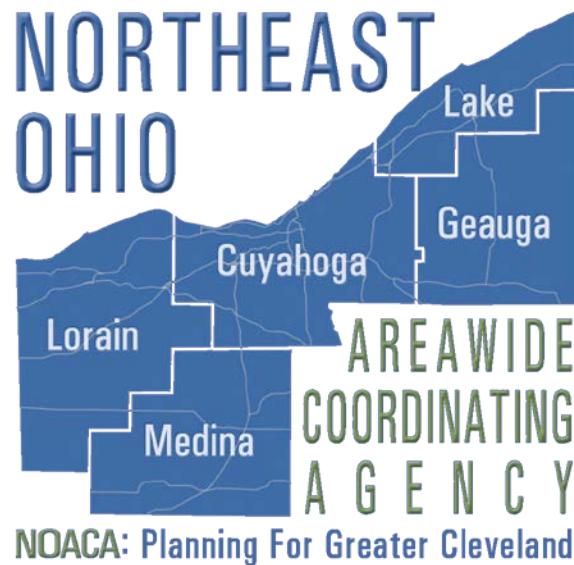 NORTHEAST
OHIO
Lake
Geauga
Cuyahoga
Lorain
Medina
AREAWIDE
COORDINATING
AGENCY
NOACA: Planning For Greater Cleveland